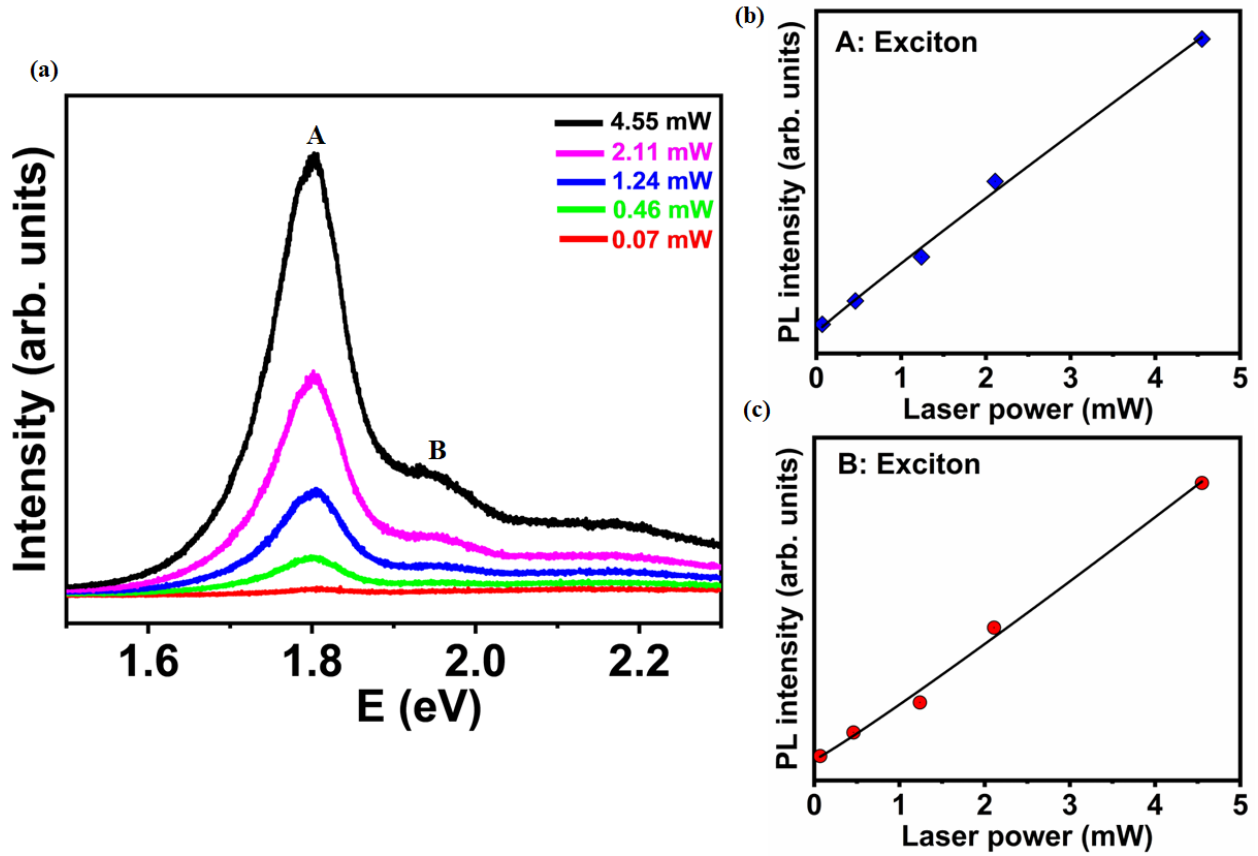 (a)
Intensity (arb. units)
A
B
4.55 mW
2.11 mW
1.24 mW
0.46 mW
0.07 mW
1.6 1.8 2.0 2.2
E (eV)
(b)
A: Exciton
PL intensity (arb. units)
0 1 2 3 4 5
Laser power (mW)
(c)
B: Exciton
PL intensity (arb. units)
0 1 2 3 4 5
Laser power (mW)